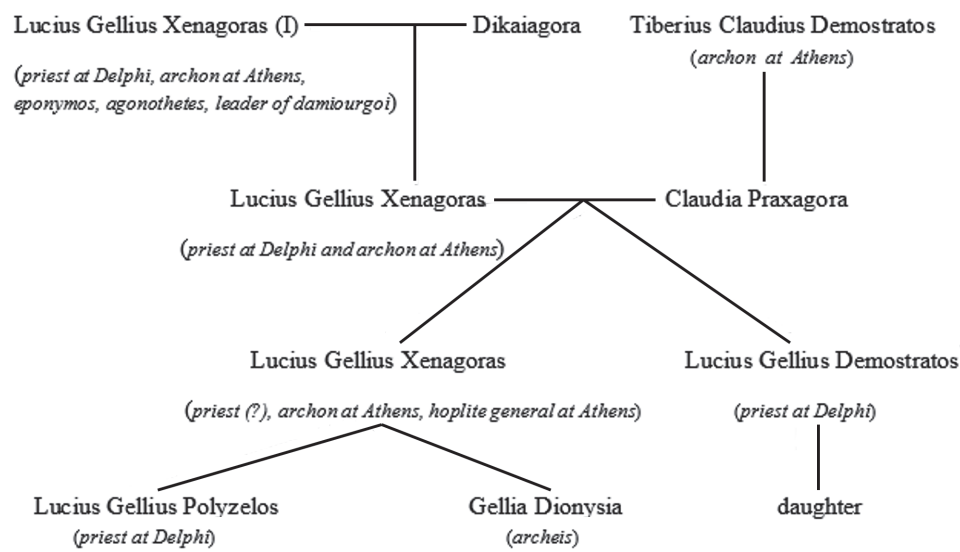 Lucius Gellius Xenagoras (I)
Dikaiagora
Tiberius Claudius Demostratos
(archon at Athens)
(priest at Delphi, archon at Athens,
eponymos, agonothetes, leader of damiourgoi)
Lucius Gellius Xenagoras
Claudia Praxagora
(priest at Delphi and archon at Athens)
Lucius Gellius Xenagoras
Lucius Gellius Demostratos
(priest (?), archon at Athens, hoplite general at Athens)
(priest at Delphi)
Lucius Gellius Polyzelos
Gellia Dionysia
daughter
(priest at Delphi)
(archeis)